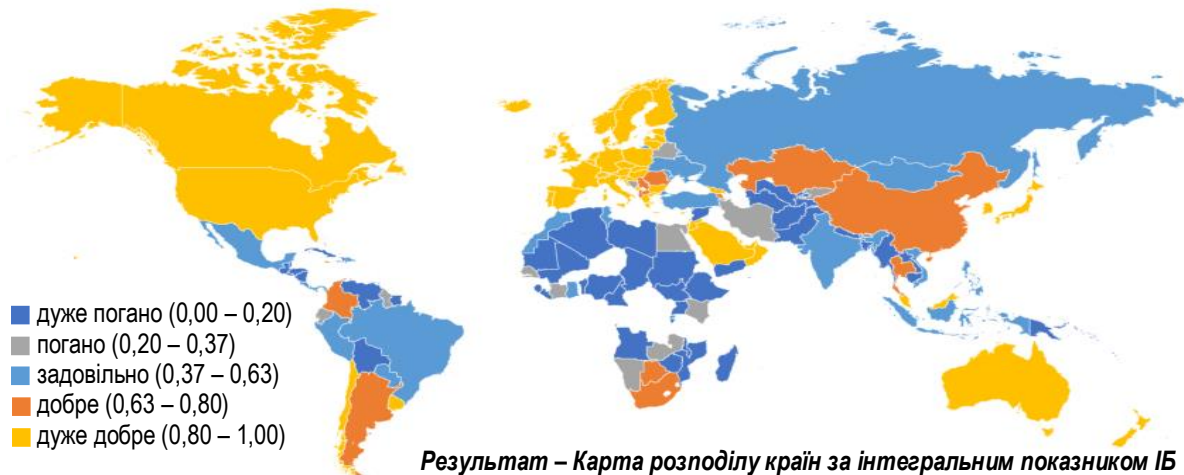 дуже погано (0,00 – 0,20)
погано (0,20 – 0,37)
задовільно (0,37 – 0,63)
добре (0,63 – 0,80)
дуже добре (0,80 – 1,00)
Результат – Карта розподілу країн за інтегральним показником ІБ